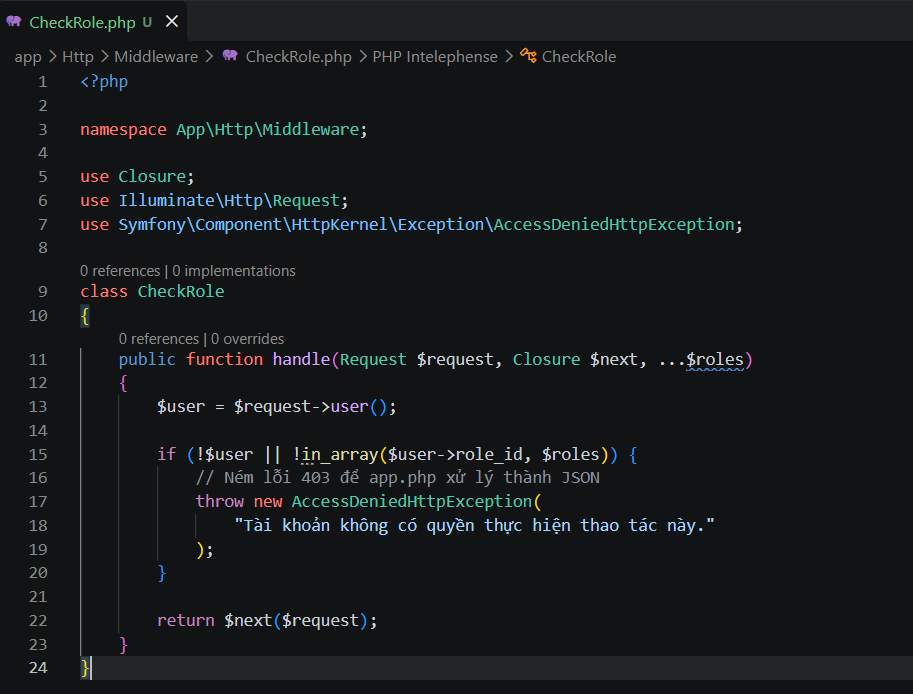 CheckRole.php U ×
app > Http > Middleware > CheckRole.php > PHP Intelephense > CheckRole
1 <?php
2
3 namespace App\Http\Middleware;
4
5 use Closure;
6 use Illuminate\Http\Request;
7 use Symfony\Component\HttpKernel\Exception\AccessDeniedHttpException;
8
0 references | 0 implementations
9 class CheckRole
10 {
0 references | 0 overrides
11     public function handle(Request $request, Closure $next, ...$roles)
12     {
13         $user = $request->user();
14
15         if (!$user || !in_array($user->role_id, $roles)) {
16             // Ném lỗi 403 để app.php xử lý thành JSON
17             throw new AccessDeniedHttpException(
18                 "Tài khoản không có quyền thực hiện thao tác này."
19             );
20         }
21
22         return $next($request);
23     }
24 }